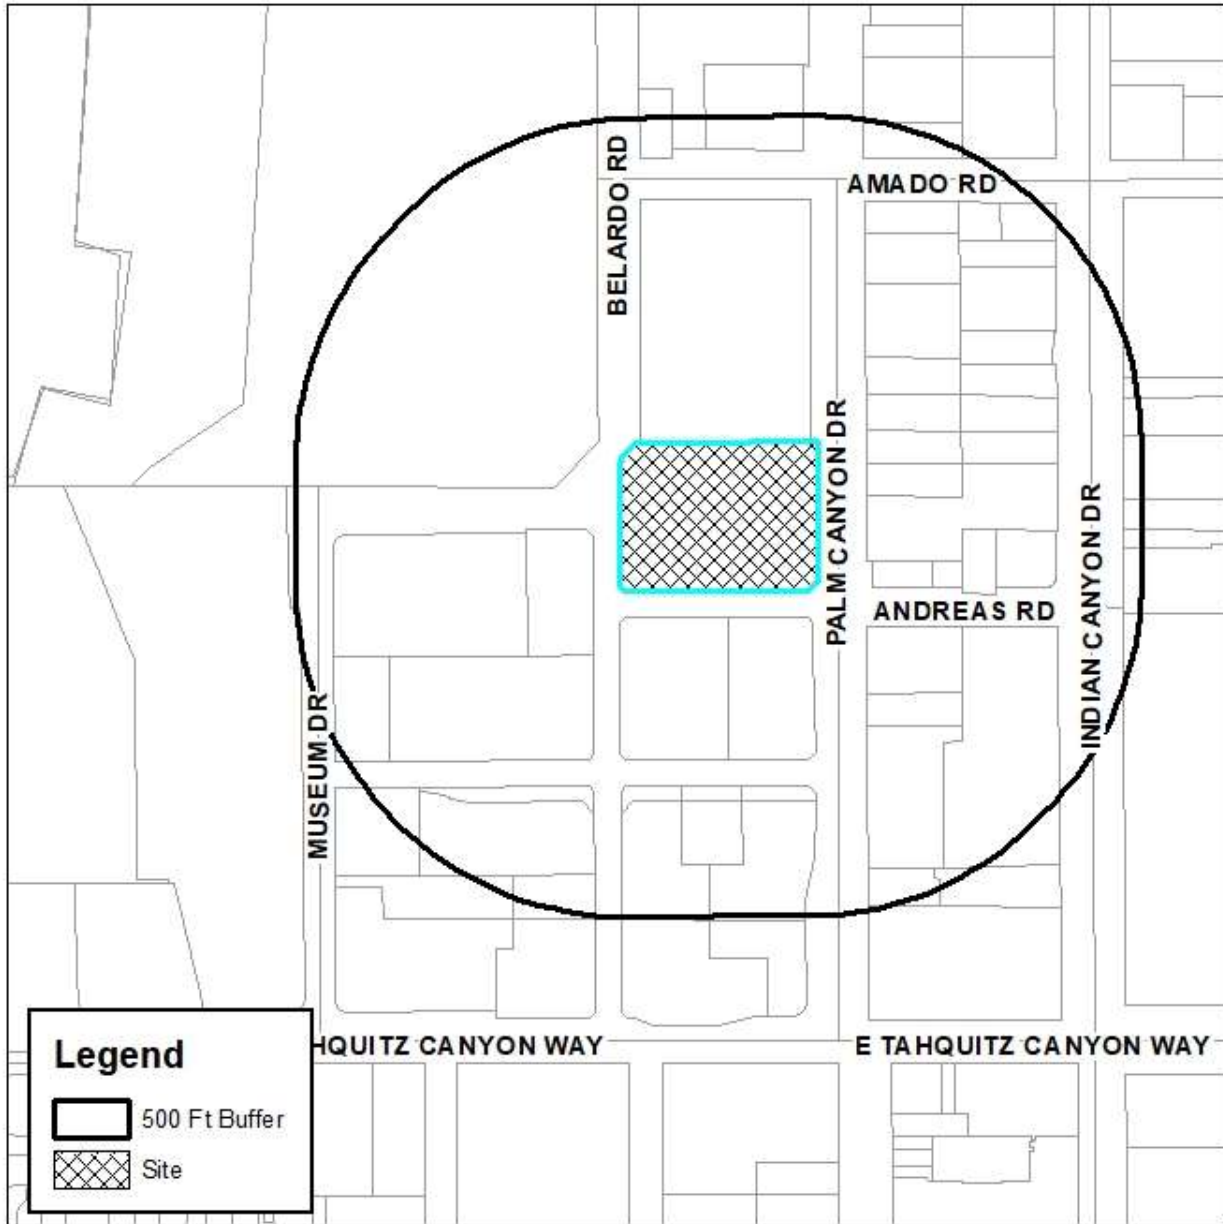 BELARDO RD
AMADO RD
PALM CANYON DR
INDIAN CANYON DR
ANDREAS RD
MUSEUM DR
HQUITZ CANYON WAY
E TAHQUITZ CANYON WAY
Legend
500 Ft Buffer
Site